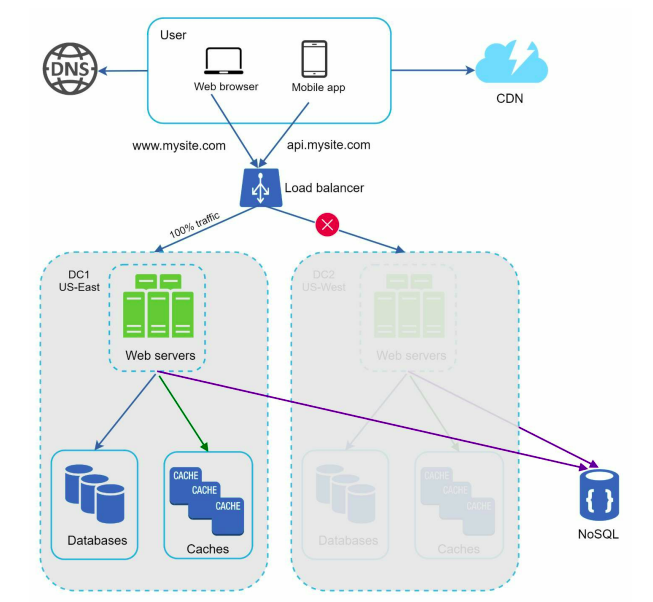 User
DNS
Web browser
Mobile app
CDN
www.mysite.com
api.mysite.com
Load balancer
100% traffic
DC1
US-East
DC2
US-West
Web servers
Web servers
CACHE
CACHE
CACHE
Databases
Caches
CACHE
CACHE
CACHE
Databases
Caches
{ }
NoSQL